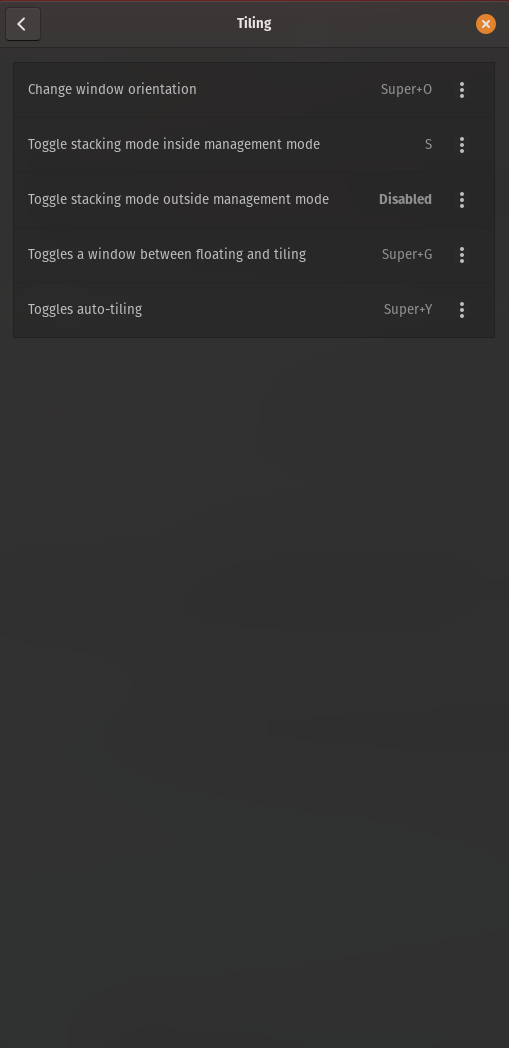 Tiling
Change window orientation Super+O
Toggle stacking mode inside management mode S
Toggle stacking mode outside management mode Disabled
Toggles a window between floating and tiling Super+G
Toggles auto-tiling Super+Y